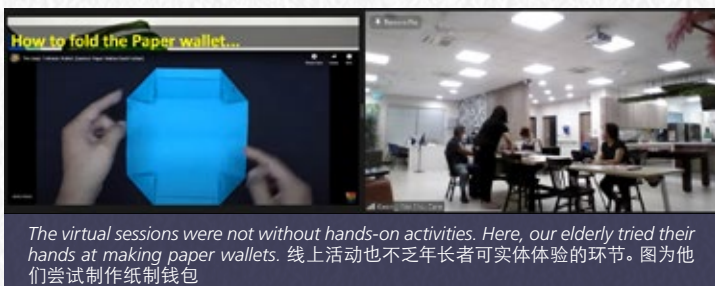 How to fold the Paper wallet...
The virtual sessions were not without hands-on activities. Here, our elderly tried their
hands at making paper wallets. 线上活动也不乏年长者可实体体验的环节。图为他
们尝试制作纸制钱包